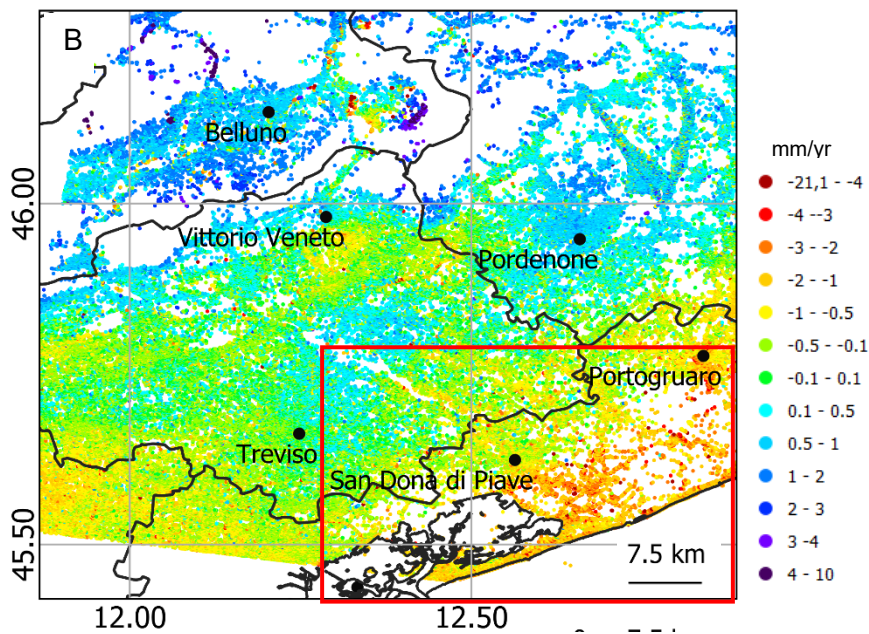 B
Belluno
46.00
Vittorio Veneto
Pordenone
Portogruaro
Treviso
San Dona di Piave
45.50
7.5 km
12.00
12.50
mm/yr
-21,1 - -4
-4 --3
-3 - -2
-2 - -1
-1 - -0.5
-0.5 - -0.1
-0.1 - 0.1
0.1 - 0.5
0.5 - 1
1 - 2
2 - 3
3 -4
4 - 10